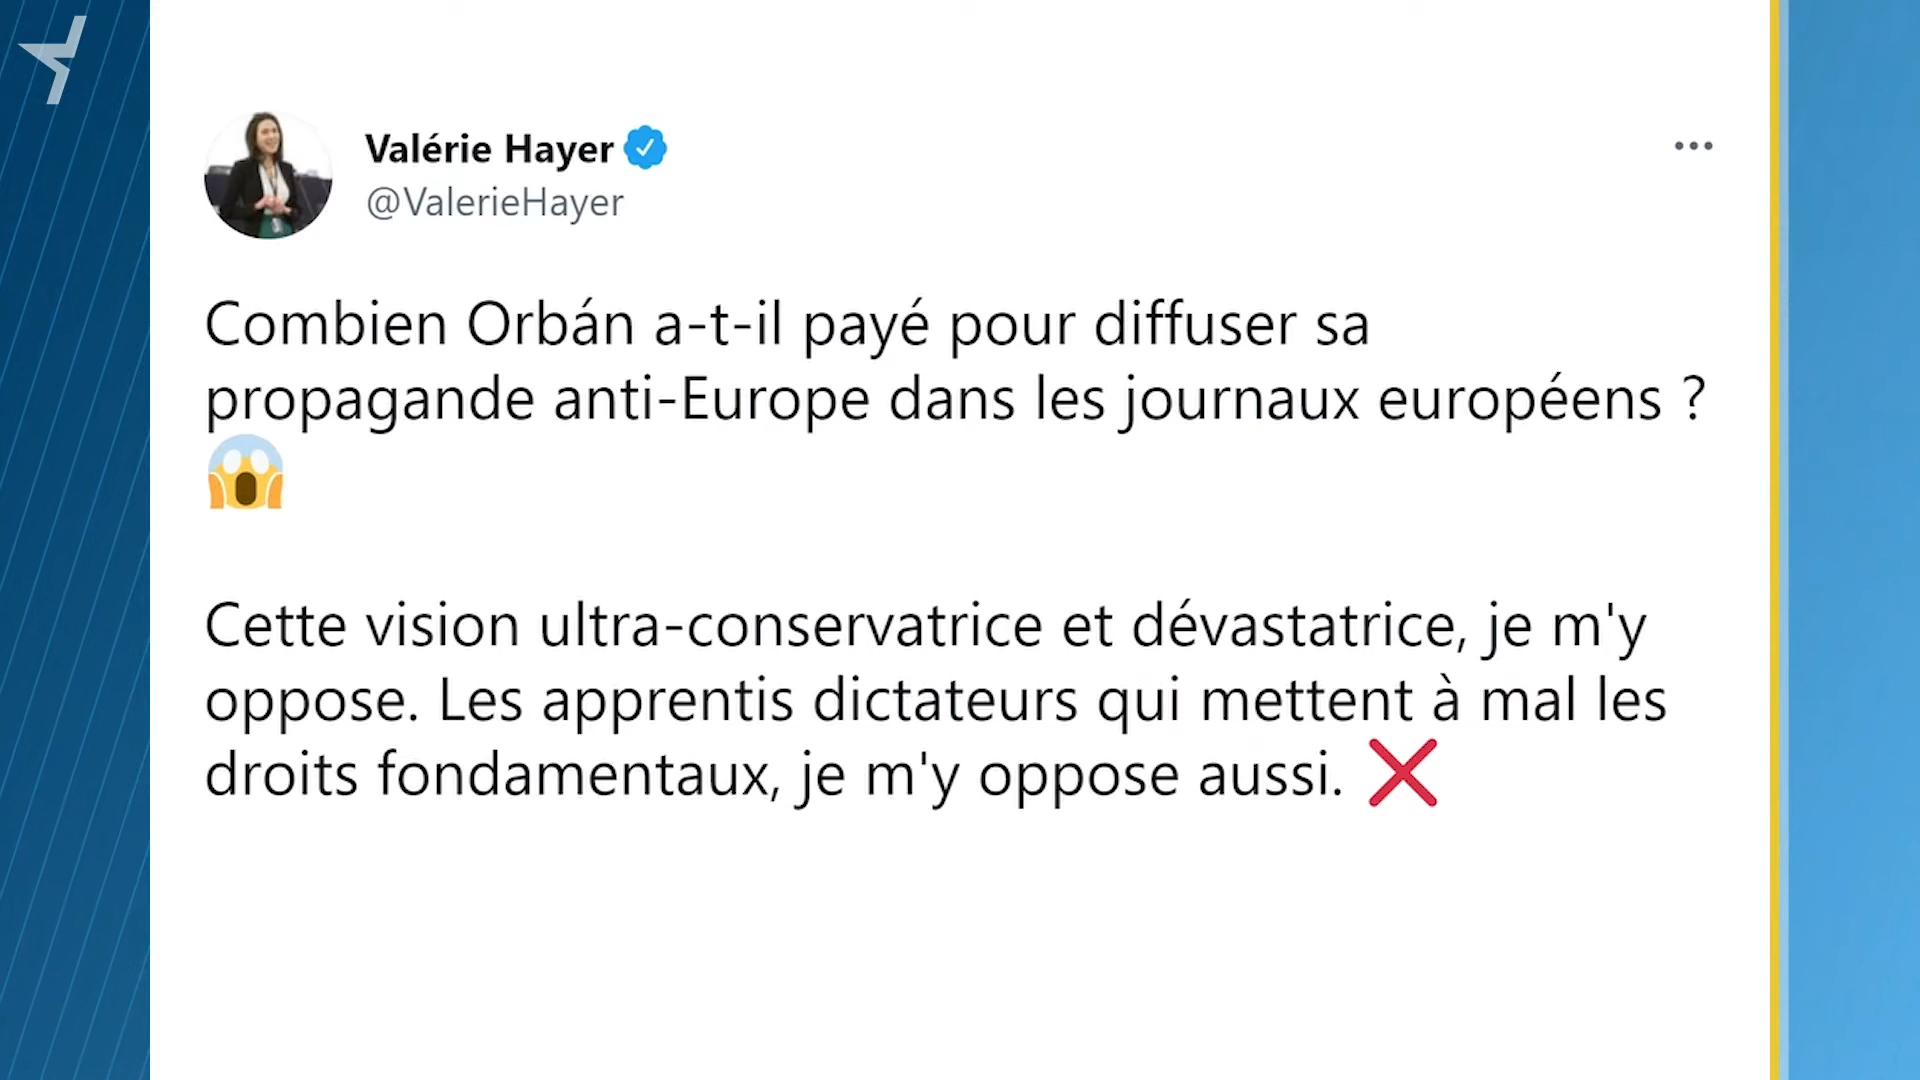 Valérie Hayer
@ValerieHayer
Combien Orbán a-t-il payé pour diffuser sa
propagande anti-Europe dans les journaux européens ?
😱
Cette vision ultra-conservatrice et dévastatrice, je m'y
oppose. Les apprentis dictateurs qui mettent à mal les
droits fondamentaux, je m'y oppose aussi. ❌